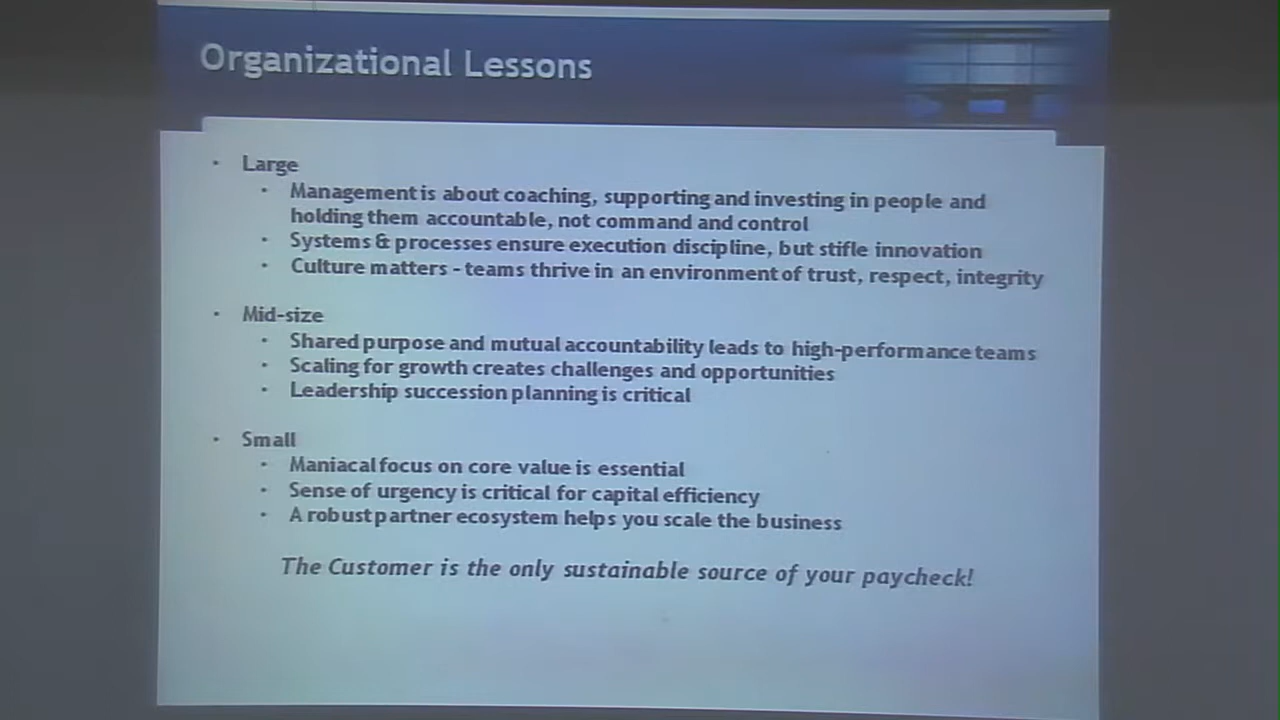 Organizational Lessons
• Large
• Management is about coaching, supporting and investing in people and
holding them accountable, not command and control
• Systems & processes ensure execution discipline, but stifle innovation
• Culture matters - teams thrive in an environment of trust, respect, integrity
• Mid-size
• Shared purpose and mutual accountability leads to high-performance teams
• Scaling for growth creates challenges and opportunities
• Leadership succession planning is critical
• Small
• Maniacal focus on core value is essential
• Sense of urgency is critical for capital efficiency
• A robust partner ecosystem helps you scale the business
The Customer is the only sustainable source of your paycheck!